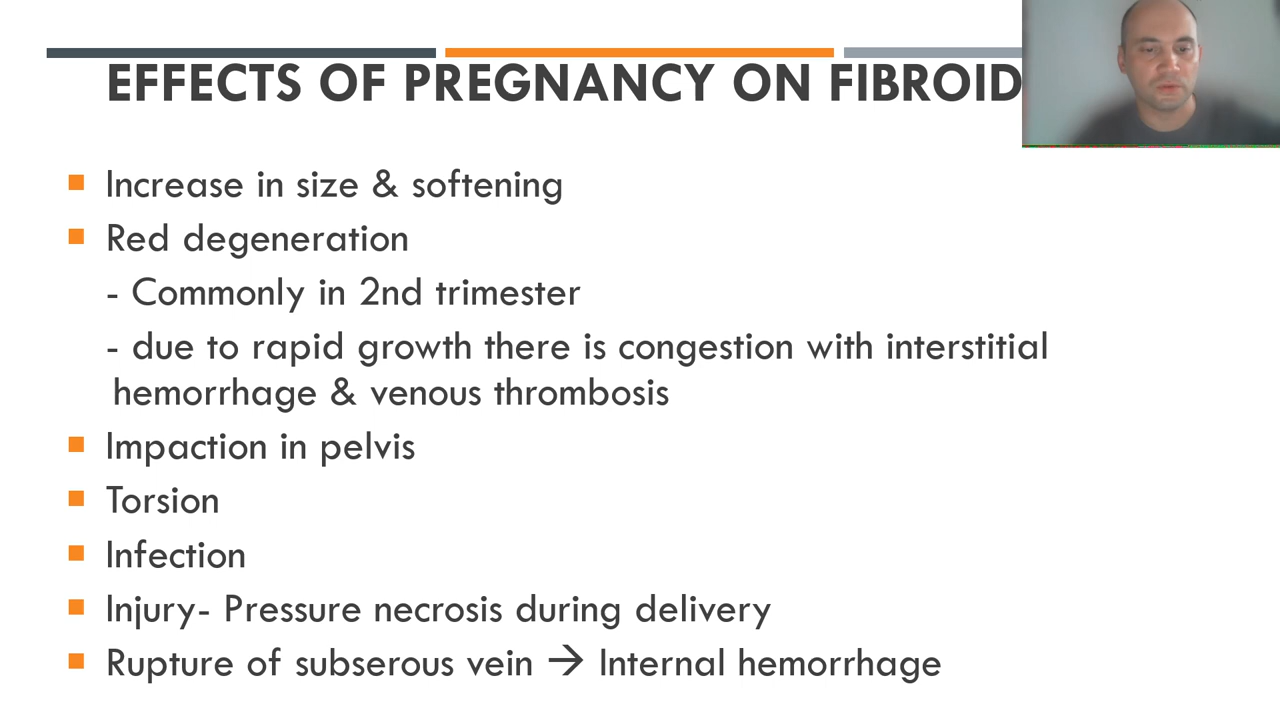 EFFECTS OF PREGNANCY ON FIBROID
Increase in size & softening
Red degeneration
- Commonly in 2nd trimester
- due to rapid growth there is congestion with interstitial
hemorrhage & venous thrombosis
Impaction in pelvis
Torsion
Infection
Injury- Pressure necrosis during delivery
Rupture of subserous vein → Internal hemorrhage